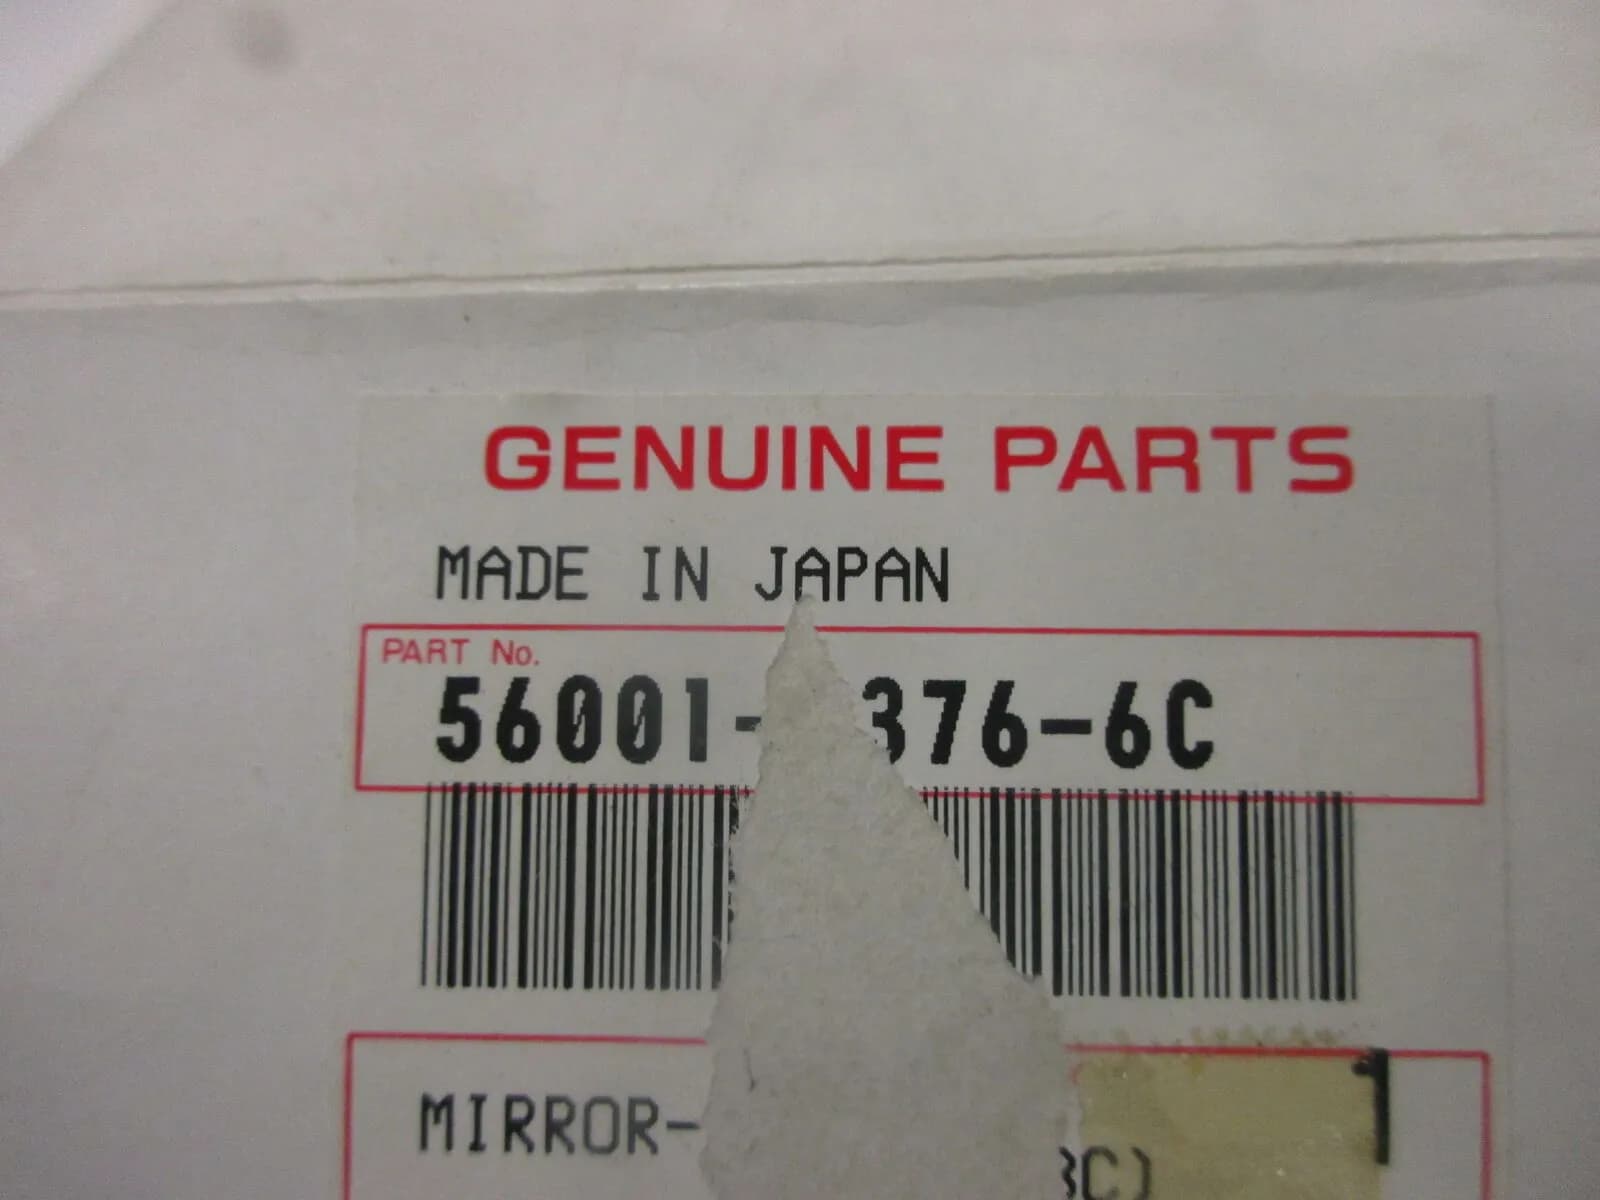 GENUINE PARTS
MADE IN JAPAN
PART No.
56001- 376-6C
MIRROR-